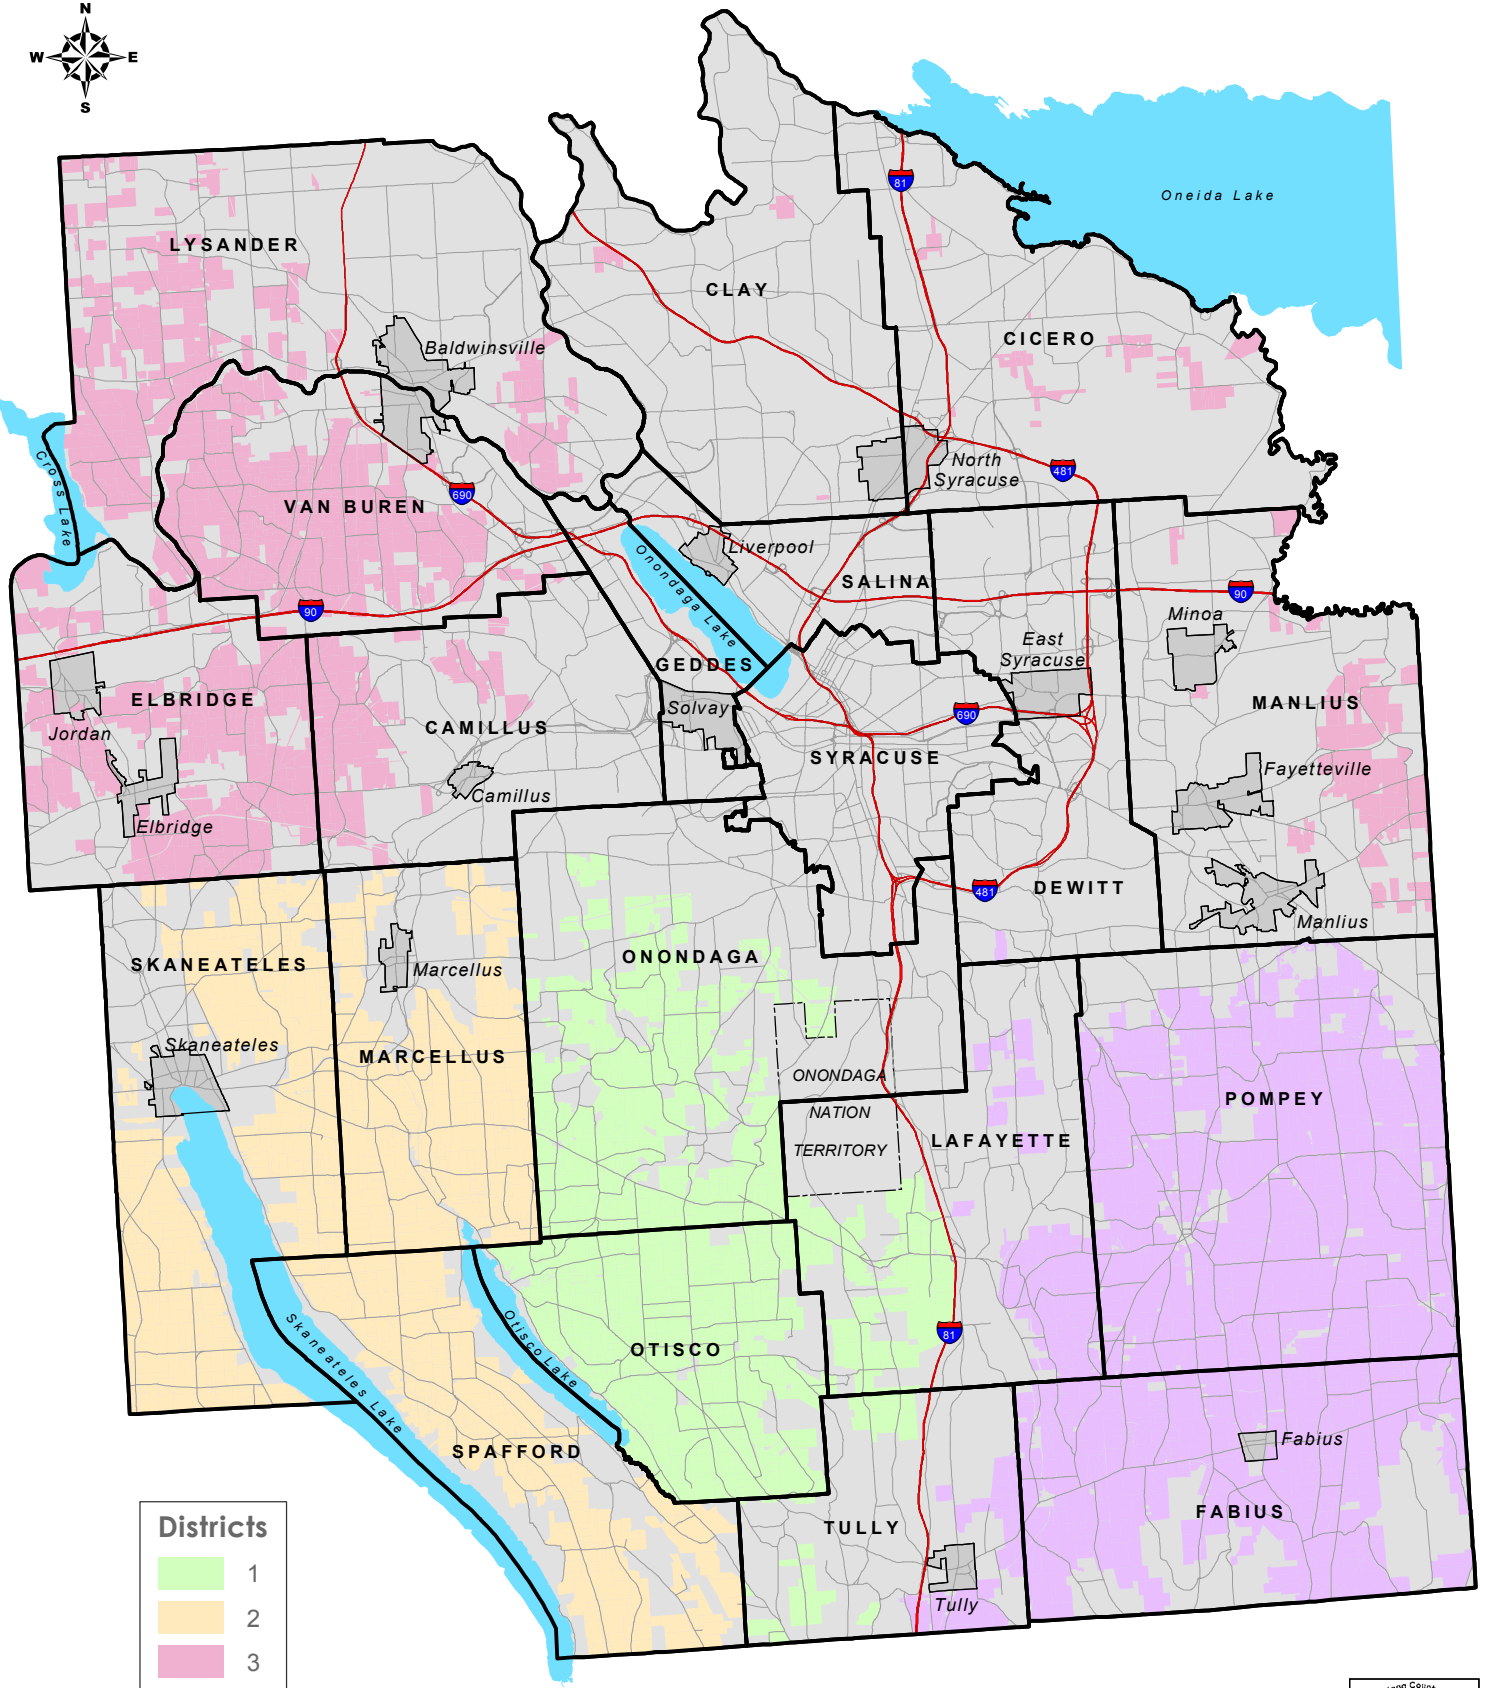 N
W E
S
81
Oneida Lake
LYSANDER
CLAY
CICERO
Baldwinsville
Cross Lake
North
Syracuse
481
690
VAN BUREN
Liverpool
Onondaga Lake
SALINA
90
90
Minoa
East
Syracuse
GEDDES
ELBRIDGE
MANLIUS
Solvay
690
Jordan
CAMILLUS
SYRACUSE
Fayetteville
Camillus
Elbridge
481
DEWITT
Manlius
ONONDAGA
SKANEATELES
Marcellus
Skaneateles
MARCELLUS
ONONDAGA
NATION
TERRITORY
POMPEY
LAFAYETTE
Skaneateles Lake
Otisco Lake
OTISCO
81
SPAFFORD
Fabius
FABIUS
TULLY
Tully
Districts
1
2
3